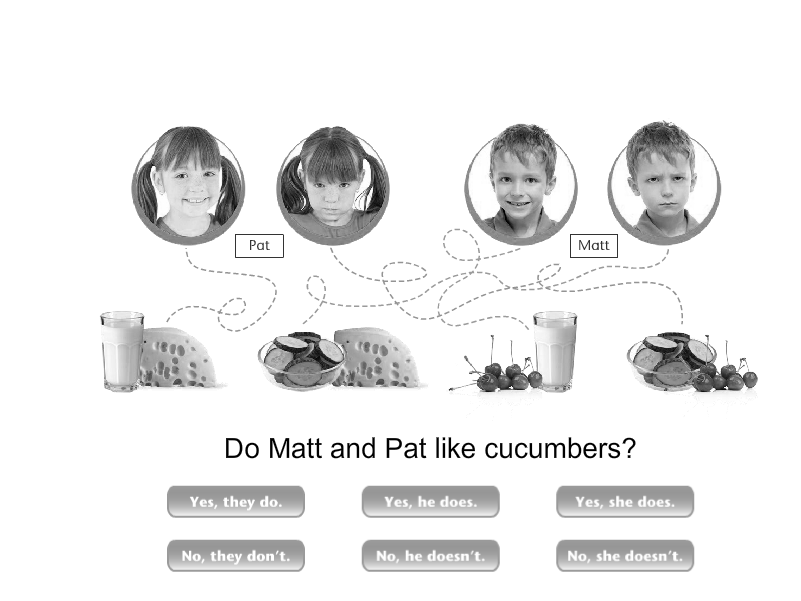 Pat
Matt
Do Matt and Pat like cucumbers?
Yes, they do.
Yes, he does.
Yes, she does.
No, they don't.
No, he doesn't.
No, she doesn't.